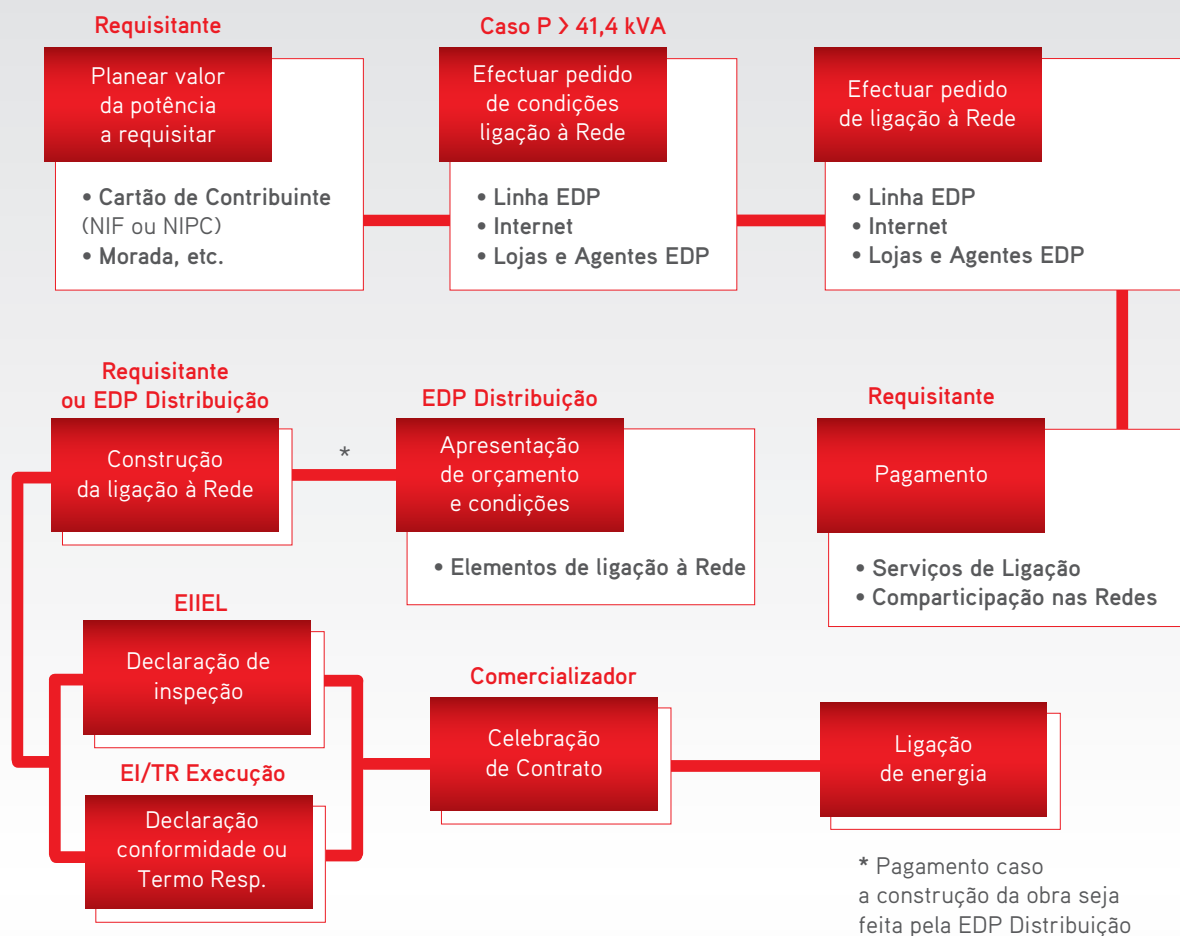 Requisitante
Planear valor
da potência
a requisitar
• Cartão de Contribuinte
(NIF ou NIPC)
• Morada, etc.
Caso P > 41,4 kVA
Efectuar pedido
de condições
ligação à Rede
• Linha EDP
• Internet
• Lojas e Agentes EDP
Efectuar pedido
de ligação à Rede
• Linha EDP
• Internet
• Lojas e Agentes EDP
Requisitante
ou EDP Distribuição
Construção
da ligação à Rede
*
EDP Distribuição
Apresentação
de orçamento
e condições
• Elementos de ligação à Rede
Requisitante
Pagamento
• Serviços de Ligação
• Comparticipação nas Redes
EIIEL
Declaração de
inspeção
EI/TR Execução
Declaração
conformidade ou
Termo Resp.
Comercializador
Celebração
de Contrato
Ligação
de energia
* Pagamento caso
a construção da obra seja
feita pela EDP Distribuição